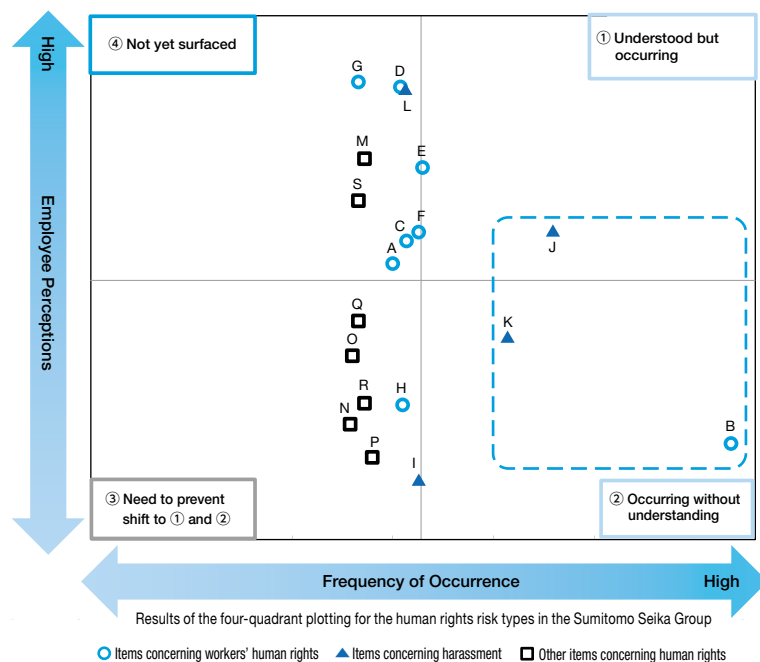 High
Employee Perceptions
④ Not yet surfaced
① Understood but
occurring
G
D
L
M
E
S
F
C
A
J
Q
K
O
R
H
N
B
P
I
③ Need to prevent
shift to ① and ②
② Occurring without
understanding
Frequency of Occurrence
High
Results of the four-quadrant plotting for the human rights risk types in the Sumitomo Seika Group
Items concerning workers' human rights
Items concerning harassment
Other items concerning human rights